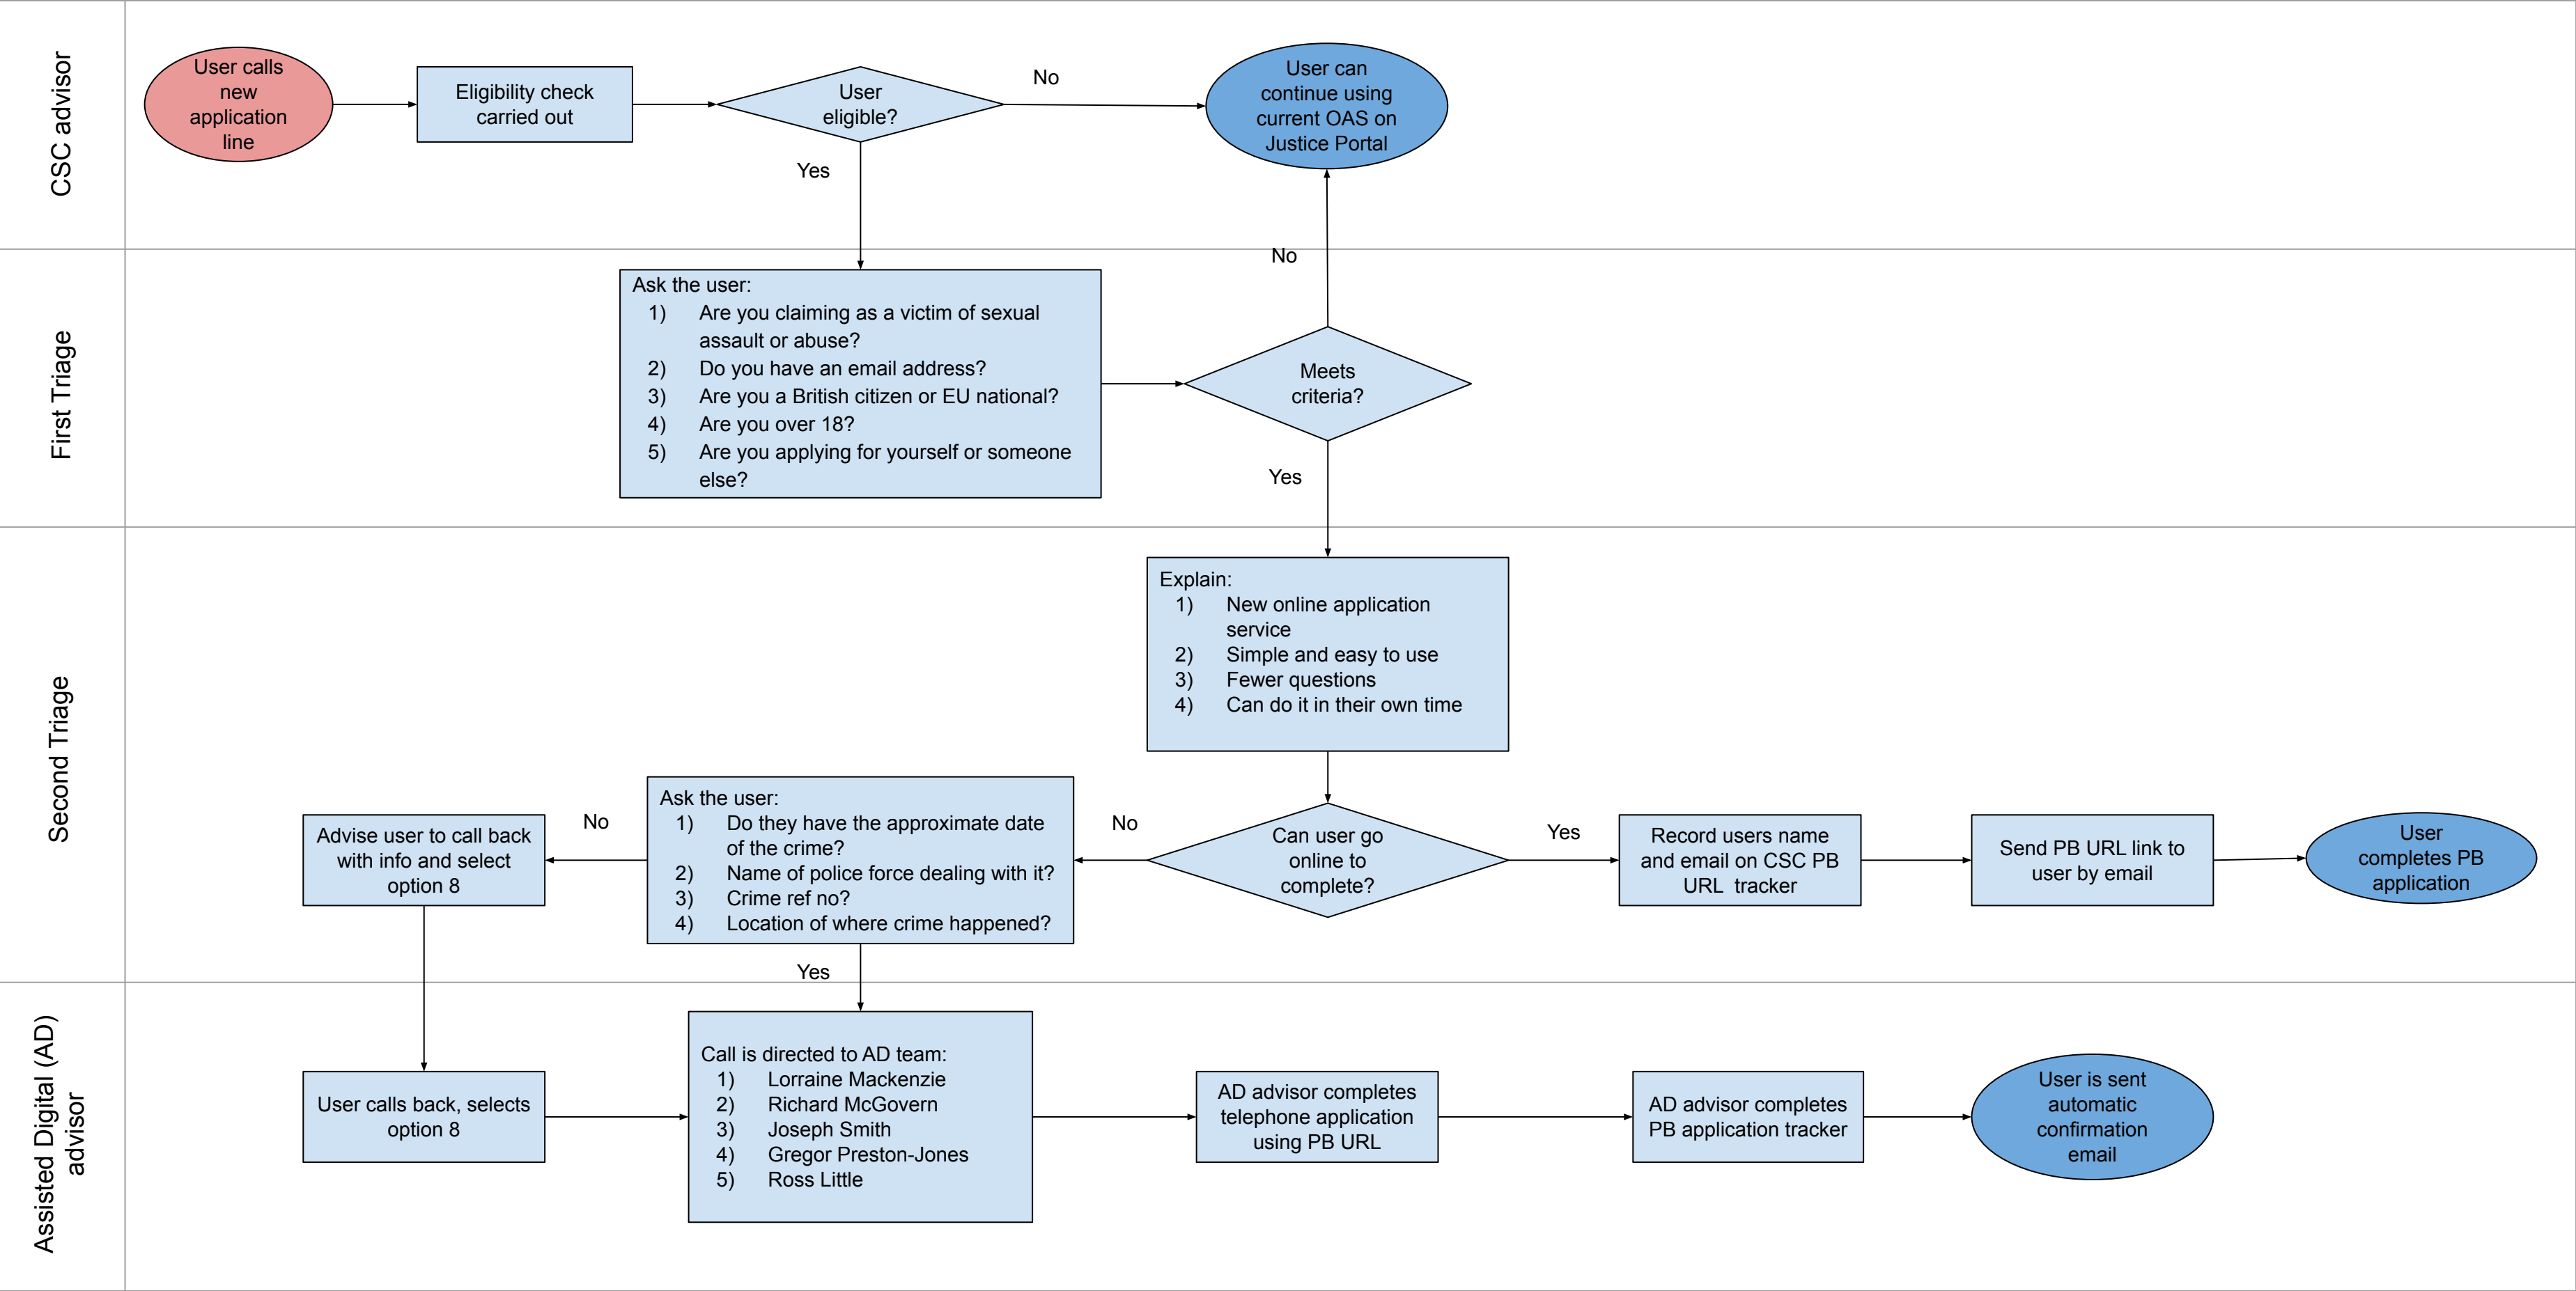 CSC advisor
User calls
new
application
line
Eligibility check
carried out
User
eligible?
No
Yes
User can
continue using
current OAS on
Justice Portal
First Triage
Ask the user:
1) Are you claiming as a victim of sexual
assault or abuse?
2) Do you have an email address?
3) Are you a British citizen or EU national?
4) Are you over 18?
5) Are you applying for yourself or someone
else?
Meets
criteria?
No
Yes
Second Triage
Explain:
1) New online application
service
2) Simple and easy to use
3) Fewer questions
4) Can do it in their own time
Can user go
online to
complete?
No
Yes
Ask the user:
1) Do they have the approximate date
of the crime?
2) Name of police force dealing with it?
3) Crime ref no?
4) Location of where crime happened?
No
Yes
Advise user to call back
with info and select
option 8
Record users name
and email on CSC PB
URL tracker
Send PB URL link to
user by email
User
completes PB
application
Assisted Digital (AD)
advisor
User calls back, selects
option 8
Call is directed to AD team:
1) Lorraine Mackenzie
2) Richard McGovern
3) Joseph Smith
4) Gregor Preston-Jones
5) Ross Little
AD advisor completes
telephone application
using PB URL
AD advisor completes
PB application tracker
User is sent
automatic
confirmation
email